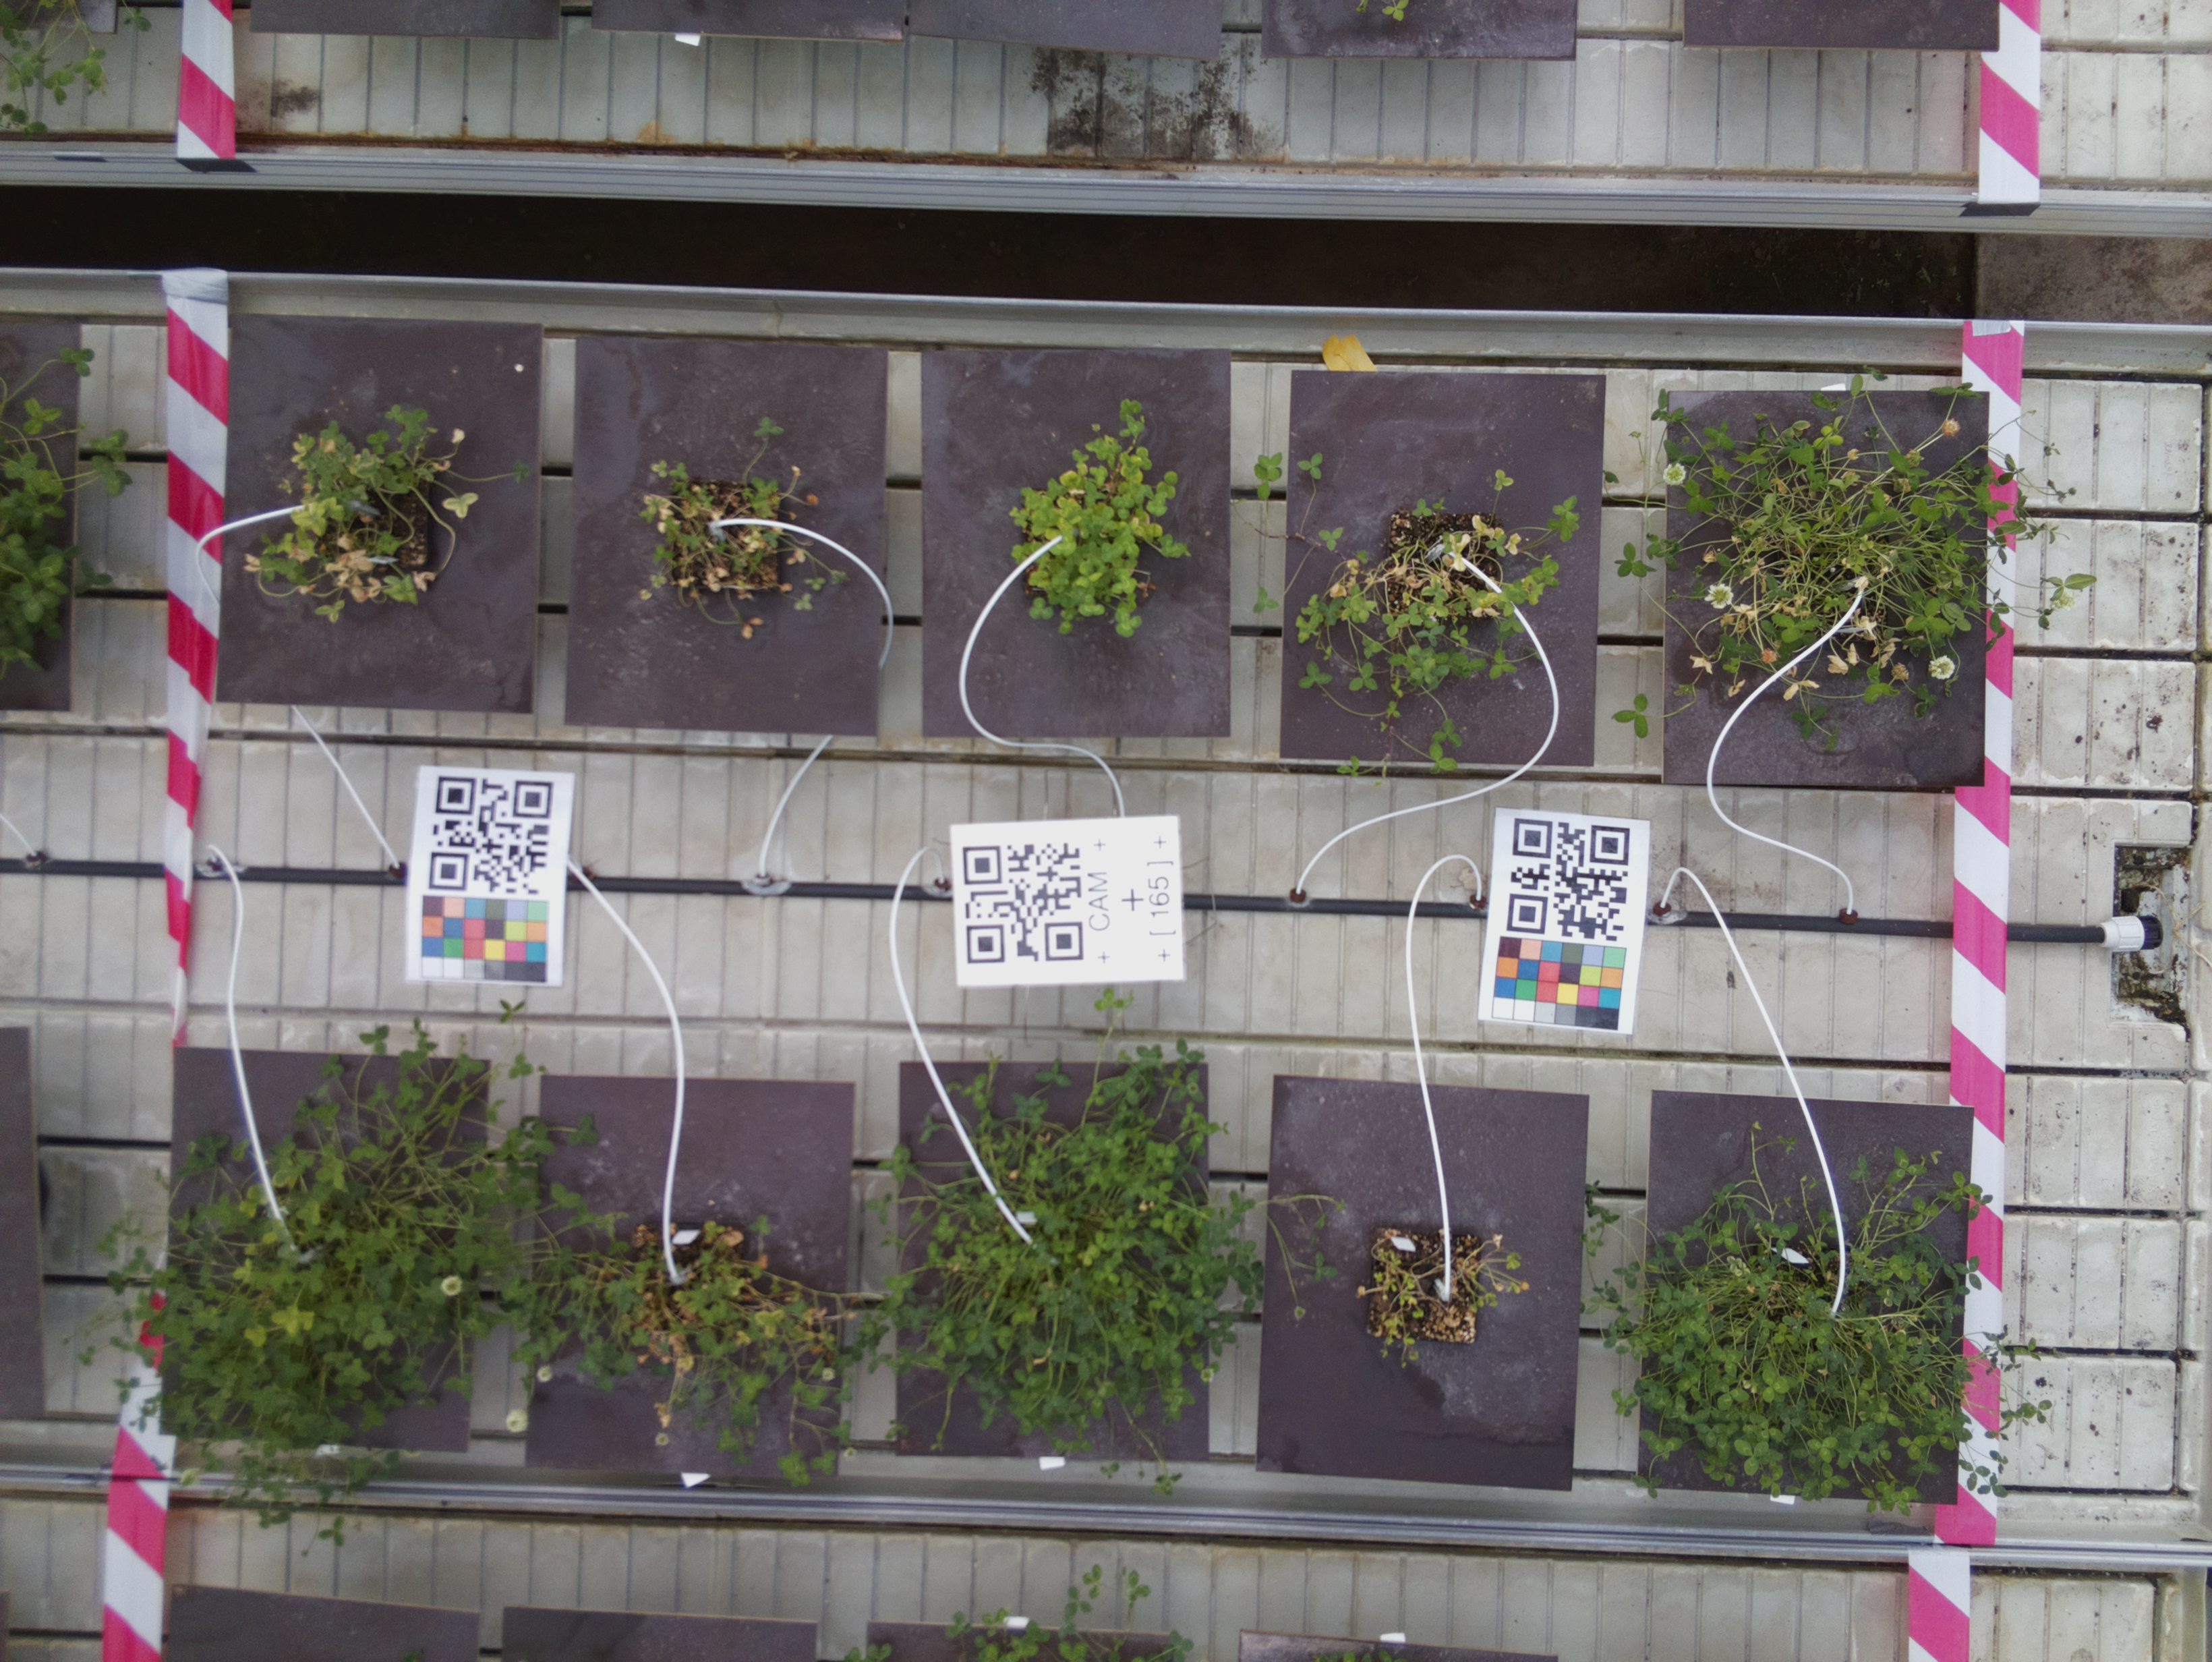 + CAM +
+
+ [ 165 ] +